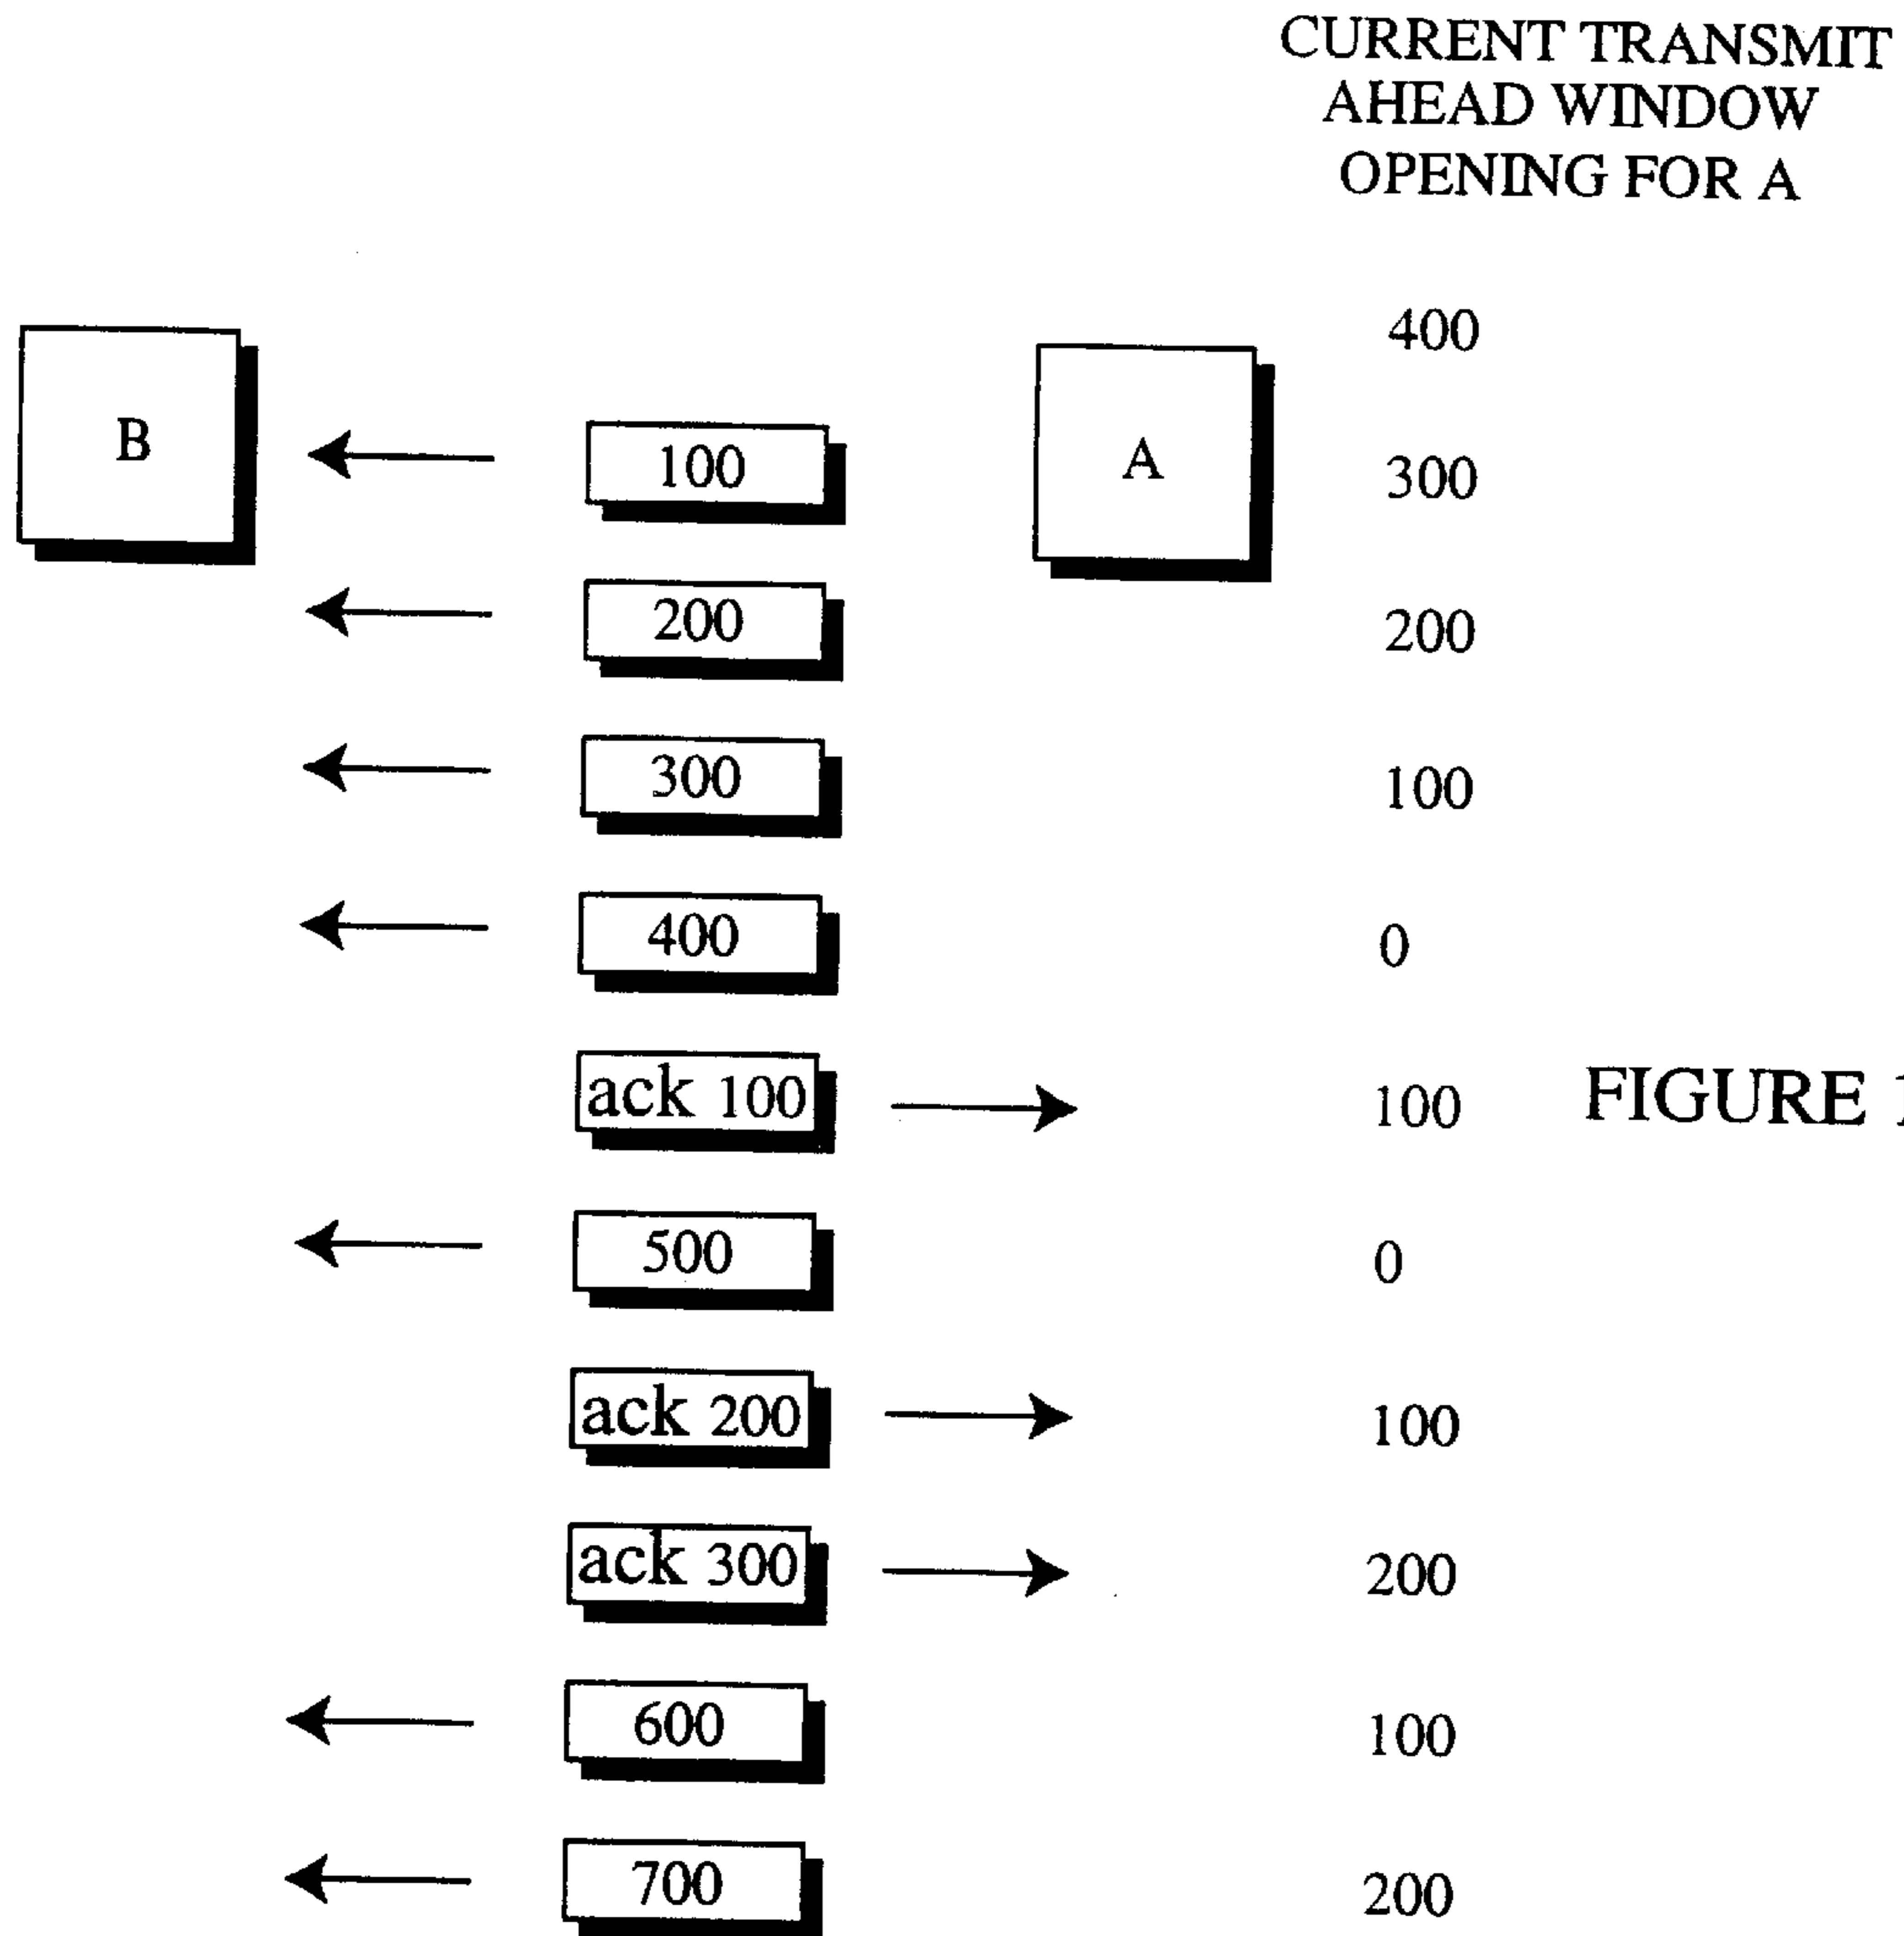 CURRENT TRANSMIT
AHEAD WINDOW
OPENING FOR A
400
B
100
A
300
200
200
300
100
400
0
ack 100
100
FIGURE 1
500
0
ack 200
100
ack 300
200
600
100
700
200